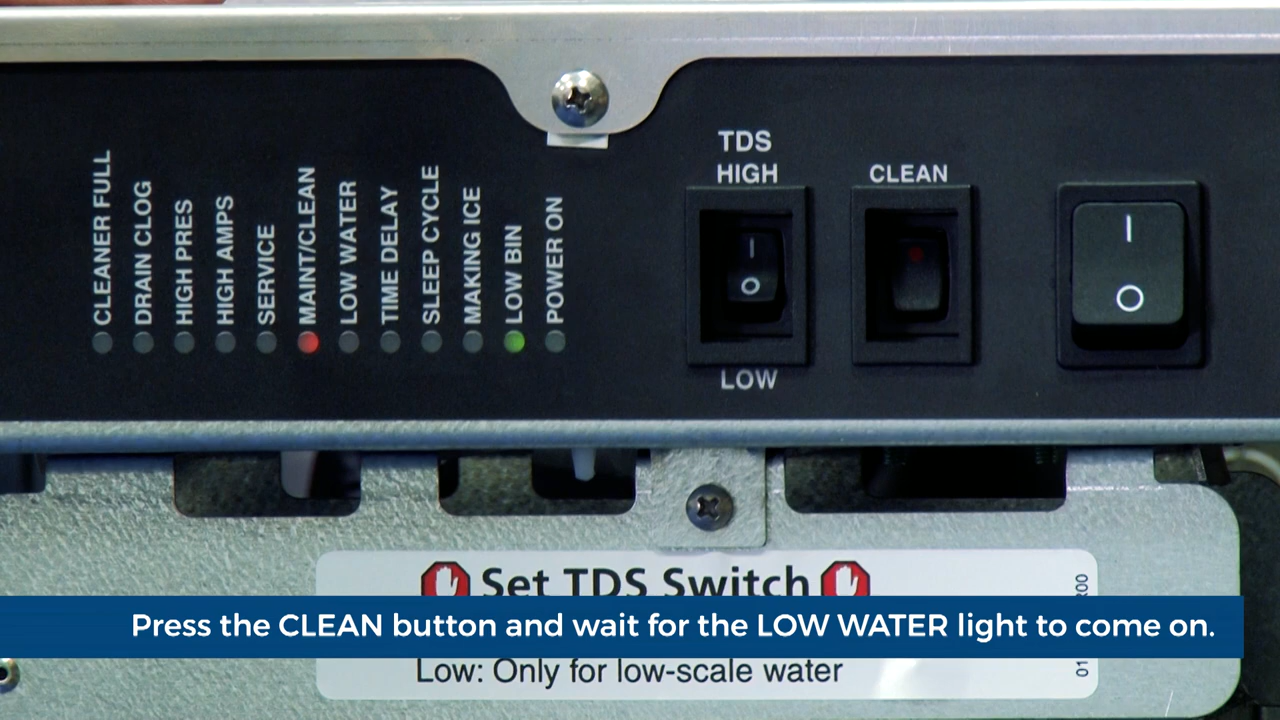 CLEANER FULL
DRAIN CLOG
HIGH PRES
HIGH AMPS
SERVICE
MAINT/CLEAN
LOW WATER
TIME DELAY
SLEEP CYCLE
MAKING ICE
LOW BIN
POWER ON
TDS
HIGH
LOW
CLEAN
Set TDS Switch
Press the CLEAN button and wait for the LOW WATER light to come on.
Low: Only for low-scale water